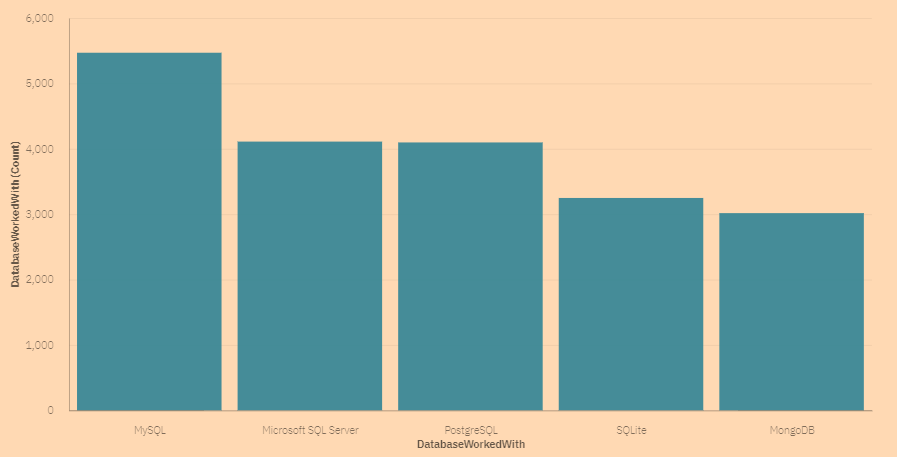 6,000
5,000
4,000
3,000
2,000
1,000
0
DatabaseWorkedWith (Count)
MySQL
Microsoft SQL Server
PostgreSQL
SQLite
MongoDB
DatabaseWorkedWith